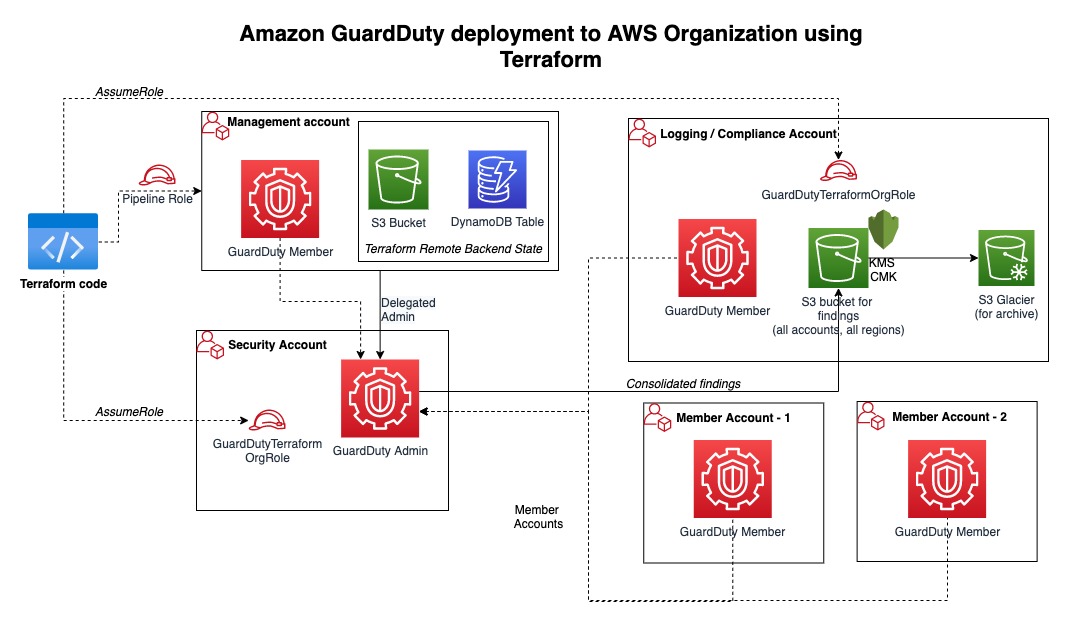 Amazon GuardDuty deployment to AWS Organization using
Terraform
AssumeRole
Management account
Pipeline Role
GuardDuty Member
S3 Bucket
DynamoDB Table
Terraform Remote Backend State
Terraform code
Delegated
Admin
Logging / Compliance Account
GuardDutyTerraformOrgRole
GuardDuty Member
KMS
CMK
S3 bucket for
findings
(all accounts, all regions)
S3 Glacier
(for archive)
Security Account
AssumeRole
GuardDutyTerraform
OrgRole
GuardDuty Admin
Consolidated findings
Member
Accounts
Member Account - 1
GuardDuty Member
Member Account - 2
GuardDuty Member